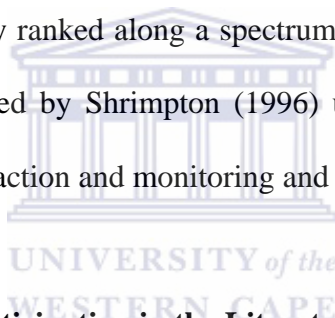 y ranked along a spectrum
ed by Shrimpton (1996) u
action and monitoring and
UNIVERSITY of the
WESTERN CAPE
rticipation in the Literat